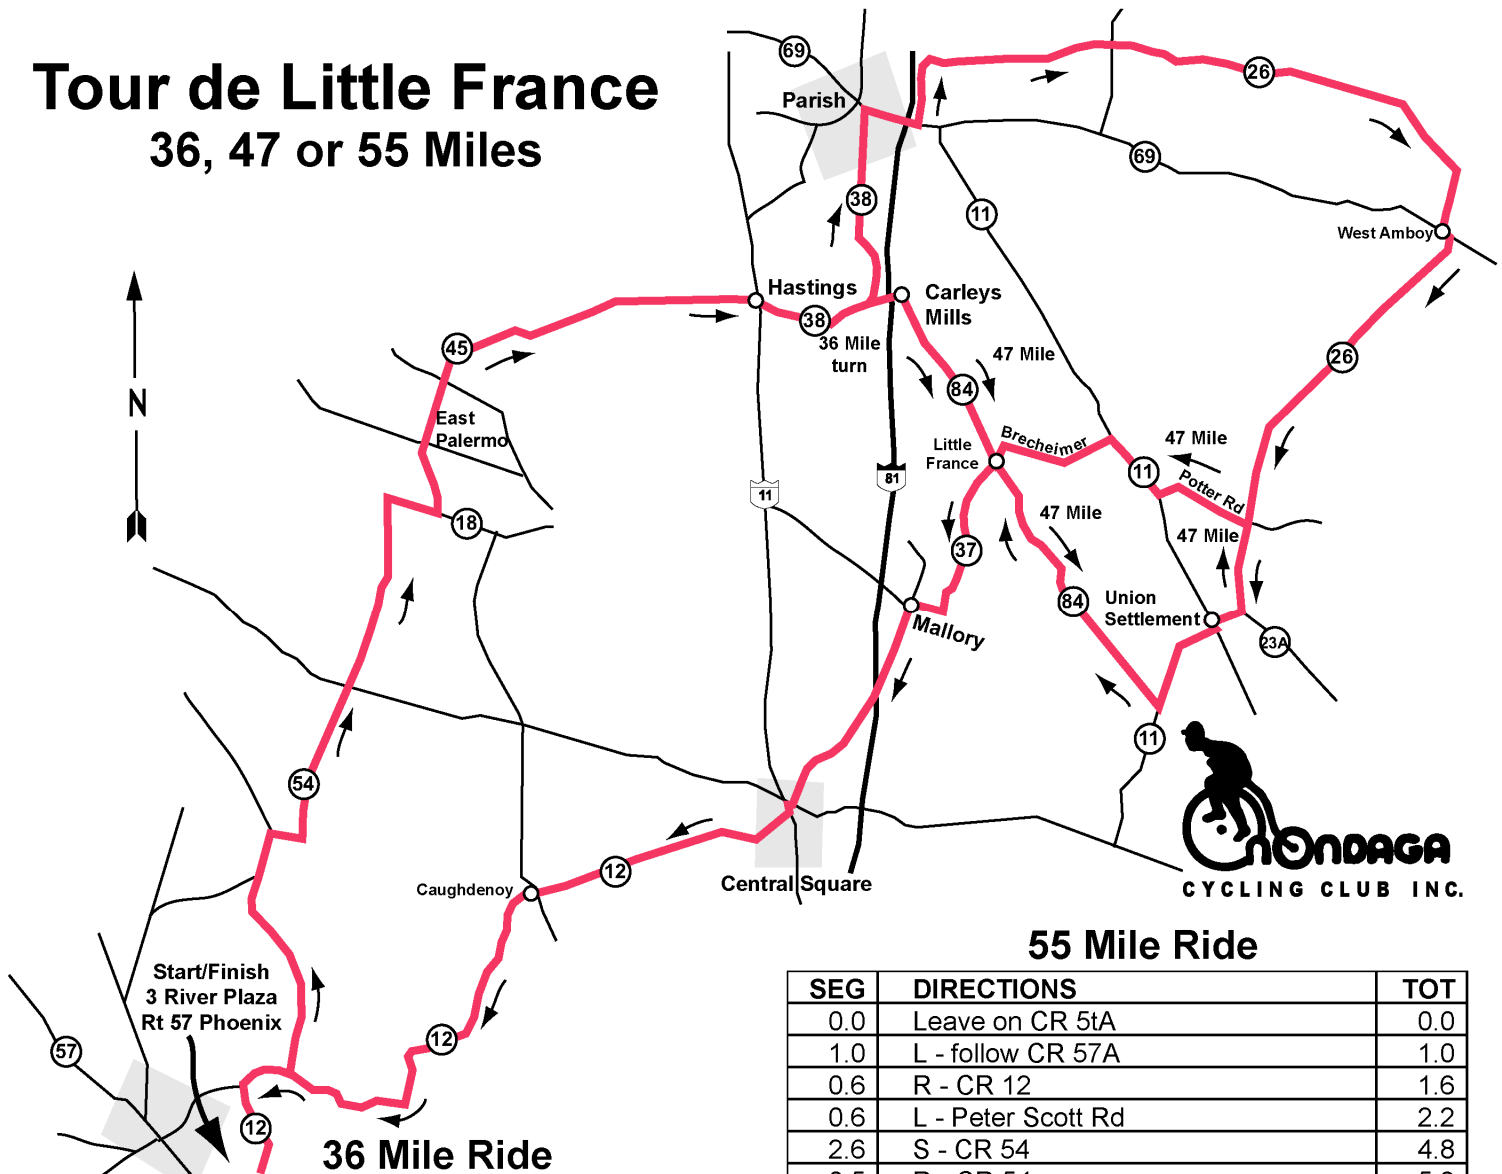 Tour de Little France
36, 47 or 55 Miles
69
Parish
26
69
38
11
West Amboy
N
Hastings
Carleys
Mills
38
36 Mile
turn
47 Mile
45
26
84
East
Palermo
Little
France
Brecheimer
47 Mile
11
Potter Rd
81
11
18
47 Mile
47 Mile
37
84
Union
Settlement
Mallory
23A
11
54
OnOnDAGA
CYCLING CLUB INC.
12
Caughdenoy
Central Square
Start/Finish
3 River Plaza
Rt 57 Phoenix
57
12
12
36 Mile Ride
55 Mile Ride
SEG DIRECTIONS TOT
0.0 Leave on CR 5tA 0.0
1.0 L - follow CR 57A 1.0
0.6 R - CR 12 1.6
0.6 L - Peter Scott Rd 2.2
2.6 S - CR 54 4.8